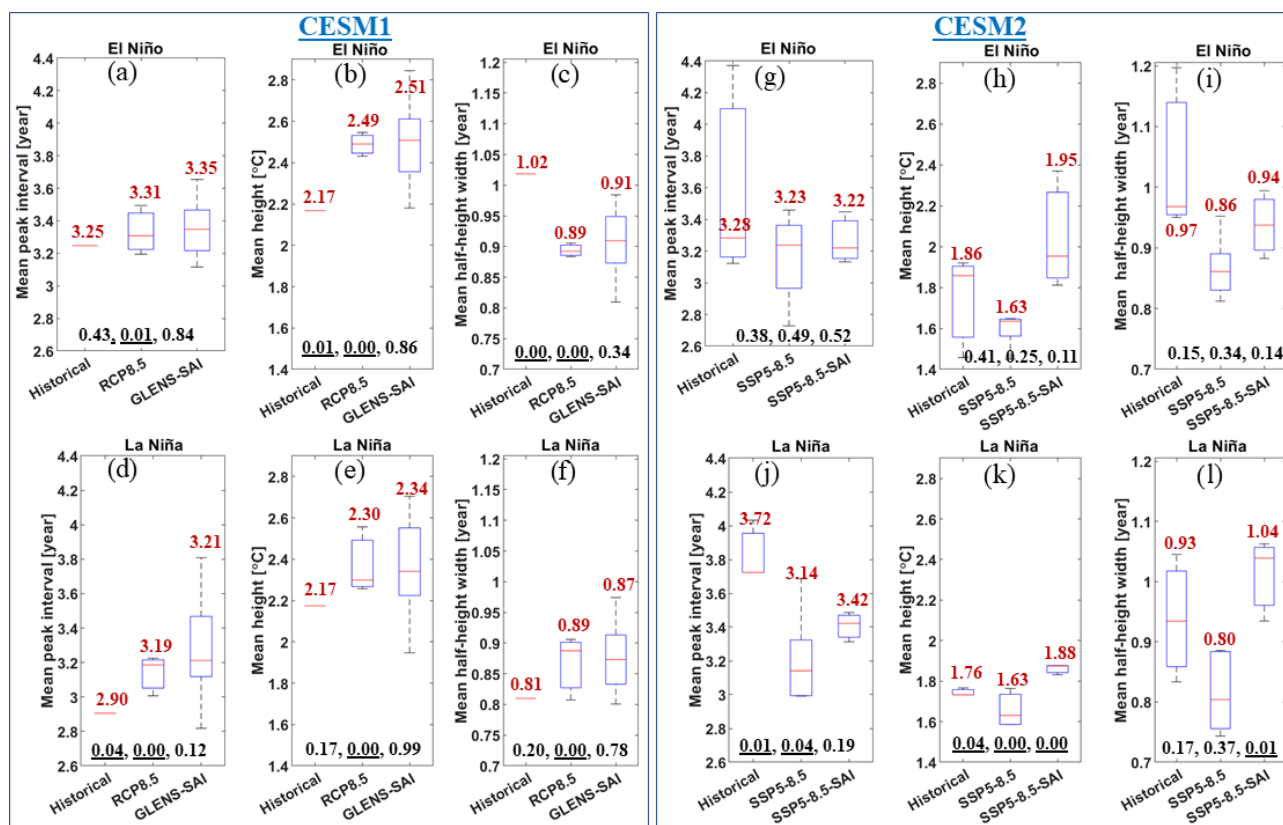 CESM1
El Niño
(a)
Mean peak interval [year]
4.4
4.2
4
3.8
3.6
3.4
3.2
3
2.8
2.6
3.25
3.31
3.35
0.43, 0.01, 0.84
Historical
RCP8.5
GLENS-SAI
El Niño
(b)
Mean height [°C]
2.8
2.6
2.4
2.2
2
1.8
1.6
1.4
2.17
2.49
2.51
0.01, 0.00, 0.86
Historical
RCP8.5
GLENS-SAI
El Niño
(c)
Mean half-height width [year]
1.2
1.15
1.1
1.05
1
0.95
0.9
0.85
0.8
0.75
0.7
1.02
0.89
0.91
0.00, 0.00, 0.34
Historical
RCP8.5
GLENS-SAI
La Niña
(d)
Mean peak interval [year]
4.4
4.2
4
3.8
3.6
3.4
3.2
3
2.8
2.6
2.90
3.19
3.21
0.04, 0.00, 0.12
Historical
RCP8.5
GLENS-SAI
La Niña
(e)
Mean height [°C]
2.8
2.6
2.4
2.2
2
1.8
1.6
1.4
2.17
2.30
2.34
0.17, 0.00, 0.99
Historical
RCP8.5
GLENS-SAI
La Niña
(f)
Mean half-height width [year]
1.2
1.15
1.1
1.05
1
0.95
0.9
0.85
0.8
0.75
0.7
0.81
0.89
0.87
0.20, 0.00, 0.78
Historical
RCP8.5
GLENS-SAI
CESM2
El Niño
(g)
Mean peak interval [year]
4.4
4.2
4
3.8
3.6
3.4
3.2
3
2.8
2.6
3.28
3.23
3.22
0.38, 0.49, 0.52
Historical
SSP5-8.5
SSP5-8.5-SAI
El Niño
(h)
Mean height [°C]
2.8
2.6
2.4
2.2
2
1.8
1.6
1.4
1.86
1.63
1.95
0.41, 0.25, 0.11
Historical
SSP5-8.5
SSP5-8.5-SAI
El Niño
(i)
Mean half-height width [year]
1.2
1.1
1
0.9
0.8
0.7
0.97
0.86
0.94
0.15, 0.34, 0.14
Historical
SSP5-8.5
SSP5-8.5-SAI
La Niña
(j)
Mean peak interval [year]
4.4
4.2
4
3.8
3.6
3.4
3.2
3
2.8
2.6
3.72
3.14
3.42
0.01, 0.04, 0.19
Historical
SSP5-8.5
SSP5-8.5-SAI
La Niña
(k)
Mean height [°C]
2.8
2.6
2.4
2.2
2
1.8
1.6
1.4
1.76
1.63
1.88
0.04, 0.00, 0.00
Historical
SSP5-8.5
SSP5-8.5-SAI
La Niña
(l)
Mean half-height width [year]
1.2
1.1
1
0.9
0.8
0.7
0.93
0.80
1.04
0.17, 0.37, 0.01
Historical
SSP5-8.5
SSP5-8.5-SAI